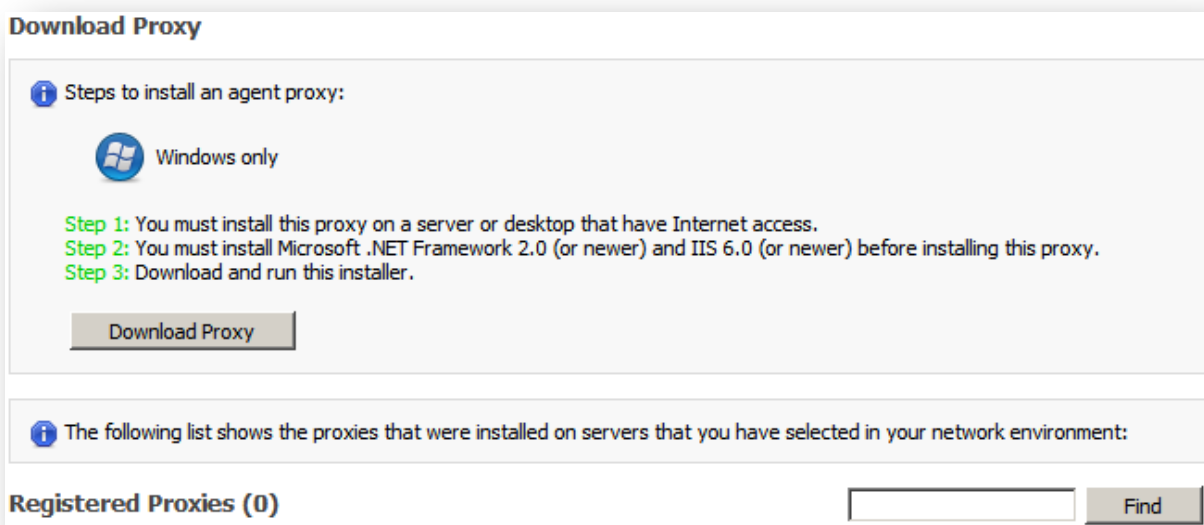 Download Proxy
Steps to install an agent proxy:
Windows only
Step 1: You must install this proxy on a server or desktop that have Internet access.
Step 2: You must install Microsoft .NET Framework 2.0 (or newer) and IIS 6.0 (or newer) before installing this proxy.
Step 3: Download and run this installer.
Download Proxy
The following list shows the proxies that were installed on servers that you have selected in your network environment:
Registered Proxies (0) Find